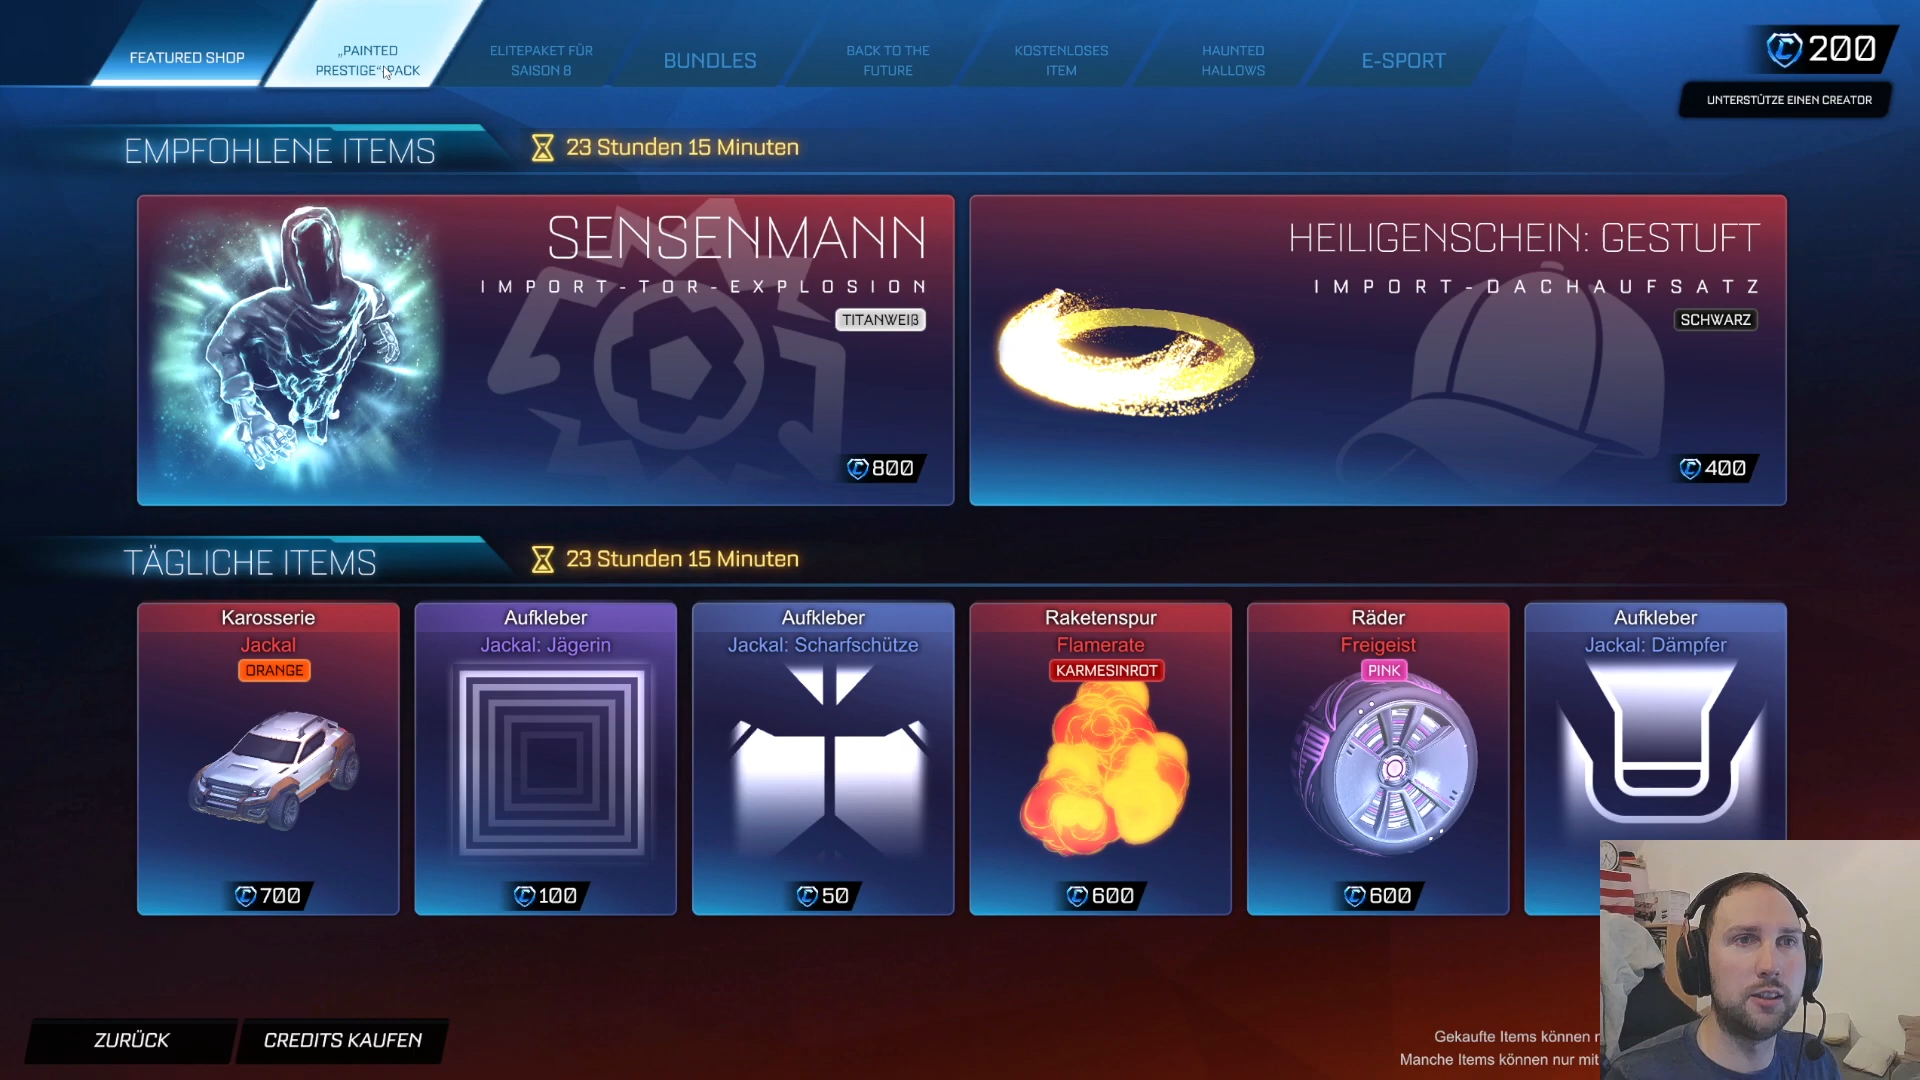 FEATURED SHOP
„PAINTED
PRESTIGE“-PACK
ELITEPAKET FÜR
SAISON 8
BUNDLES
BACK TO THE
FUTURE
KOSTENLOSES
ITEM
HAUNTED
HALLOWS
E-SPORT
200
UNTERSTÜTZE EINEN CREATOR
EMPFOHLENE ITEMS
23 Stunden 15 Minuten
SENSENMANN
IMPORT-TOR-EXPLOSION
TITANWEIẞ
800
HEILIGENSCHEIN: GESTUFT
IMPORT-DACHAUFSATZ
SCHWARZ
400
TÄGLICHE ITEMS
23 Stunden 15 Minuten
Karosserie
Jackal
ORANGE
700
Aufkleber
Jackal: Jägerin
100
Aufkleber
Jackal: Scharfschütze
50
Raketenspur
Flamerate
KARMESINROT
600
Räder
Freigeist
PINK
600
Aufkleber
Jackal: Dämpfer
ZURÜCK
CREDITS KAUFEN
Gekaufte Items können
Manche Items können nur mit